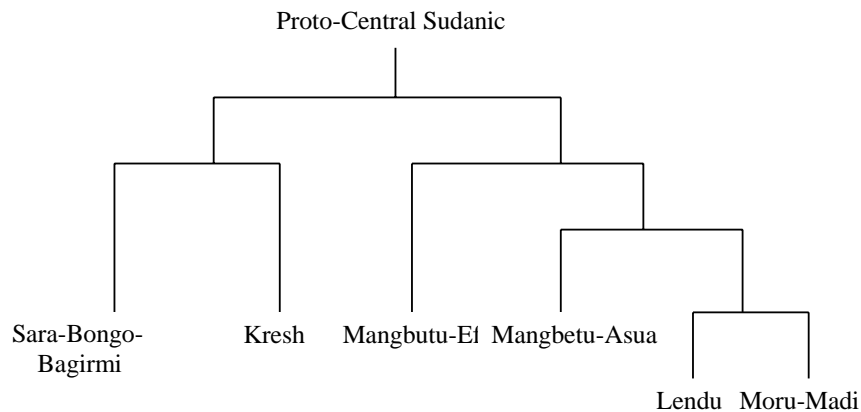 Proto-Central Sudanic
Sara-Bongo-
Bagirmi
Kresh
Mangbutu-Ef
Mangbetu-Asua
Lendu
Moru-Madi